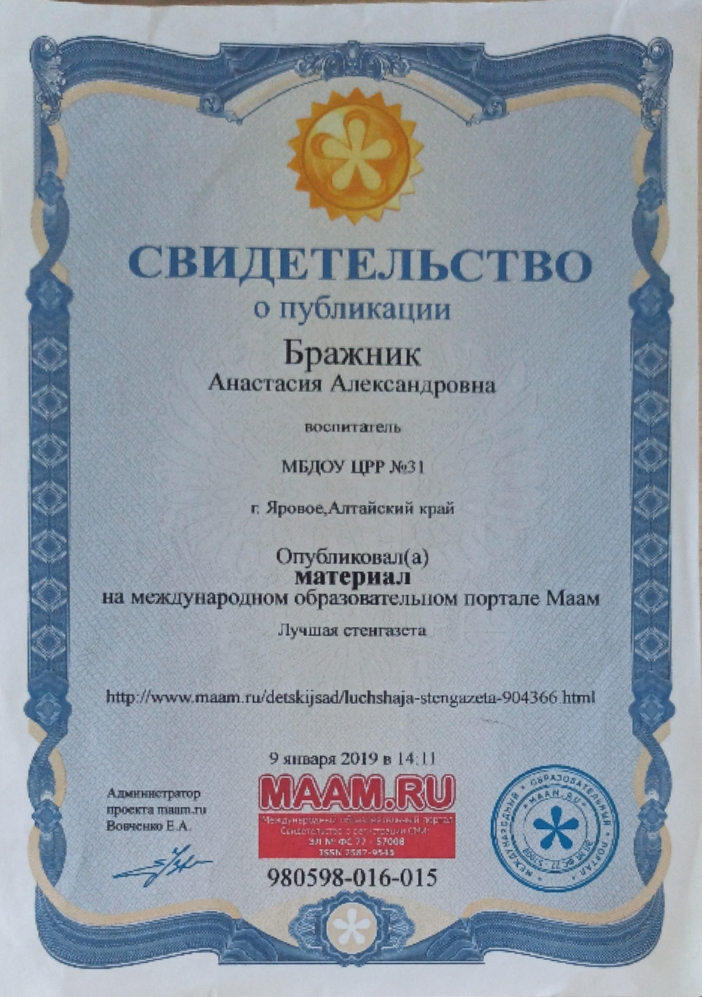 СВИДЕТЕЛЬСТВО
о публикации
Бражник
Анастасия Александровна
воспитатель
МБДОУ ЦРР №31
г. Яровое,Алтайский край
Опубликовал(а)
материал
на международном образовательном портале Маам
Лучшая стенгазета
http://www.maam.ru/detskijsad/luchshaja-stengazeta-904366.html
9 января 2019 в 14:11
Администратор
проекта maam.ru
Вовченко Е.А.
MAAM.RU
Международный образовательный портал
Свидетельство о регистрации СМИ:
ЭЛ № ФС 77 - 57008
ISSN 2587-9545
980598-016-015
МЕЖДУНАРОДНЫЙ ОБРАЗОВАТЕЛЬНЫЙ ПОРТАЛ
MAAM.RU